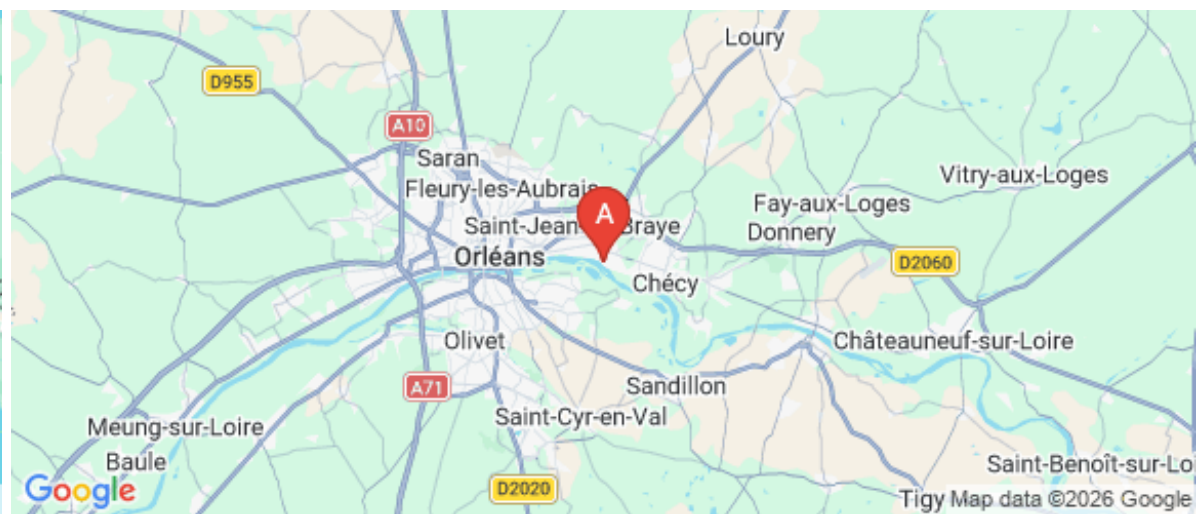 Loury
D955
A10
Saran
Vitry-aux-Loges
Fleury-les-Aubrais
A
Fay-aux-Loges
Saint-Jean Braye
Donnery
Orléans
D2060
Chécy
Olivet
Châteauneuf-sur-Loire
A71
Sandillon
Saint-Cyr-en-Val
Meung-sur-Loire
Baule
Saint-Benoît-sur-Lo
D2020
Google
Tigy Map data ©2026 Google